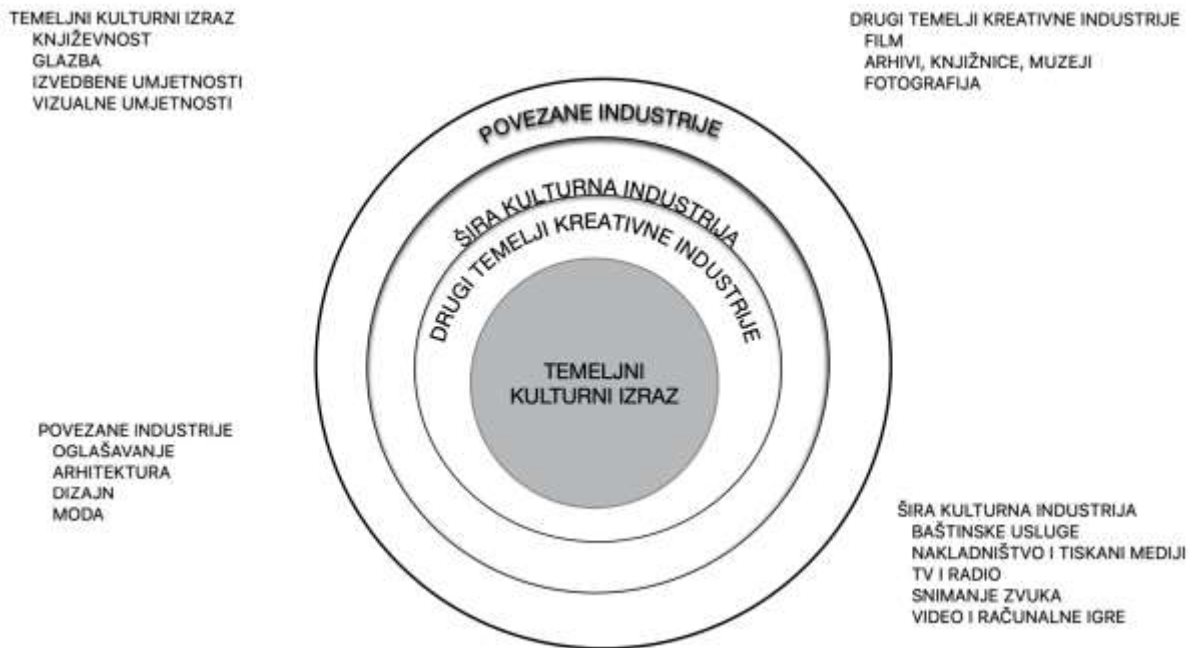 TEMELJNI KULTURNI IZRAZ
KNJIŽEVNOST
GLAZBA
IZVEDBENE UMJETNOSTI
VIZUALNE UMJETNOSTI
DRUGI TEMELJI KREATIVNE INDUSTRIJE
FILM
ARHIVI, KNJIŽNICE, MUZEJI
FOTOGRAFIJA
POVEZANE INDUSTRIJE
ŠIRA KULTURNA INDUSTRIJA
DRUGI TEMELJI KREATIVNE INDUSTRIJE
TEMELJNI
KULTURNI IZRAZ
POVEZANE INDUSTRIJE
OGLAŠAVANJE
ARHITEKTURA
DIZAJN
MODA
ŠIRA KULTURNA INDUSTRIJA
BAŠTINSKE USLUGE
NAKLADNIŠTVO I TISKANI MEDIJI
TV I RADIO
SNIMANJE ZVUKA
VIDEO I RAČUNALNE IGRE